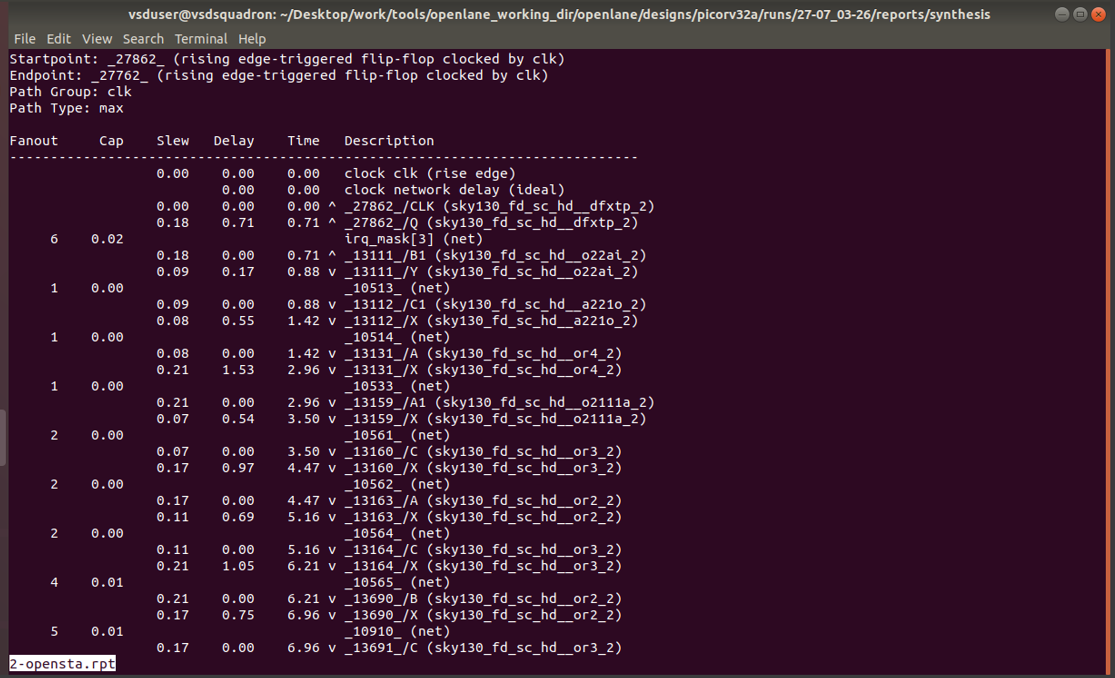 vsduser@vsdsquadron: ~/Desktop/work/tools/openlane_working_dir/openlane/designs/picorv32a/runs/27-07_03-26/reports/synthesis
File Edit View Search Terminal Help
Startpoint: _27862_ (rising edge-triggered flip-flop clocked by clk)
Endpoint: _27762_ (rising edge-triggered flip-flop clocked by clk)
Path Group: clk
Path Type: max
Fanout     Cap    Slew   Delay    Time   Description
-----------------------------------------------------------------------------
                  0.00    0.00    0.00   clock clk (rise edge)
                          0.00    0.00   clock network delay (ideal)
                  0.00    0.00    0.00 ^ _27862_/CLK (sky130_fd_sc_hd__dfxtp_2)
                  0.18    0.71    0.71 ^ _27862_/Q (sky130_fd_sc_hd__dfxtp_2)
     6    0.02                           irq_mask[3] (net)
                  0.18    0.00    0.71 ^ _13111_/B1 (sky130_fd_sc_hd__o22ai_2)
                  0.09    0.17    0.88 v _13111_/Y (sky130_fd_sc_hd__o22ai_2)
     1    0.00                           _10513_ (net)
                  0.09    0.00    0.88 v _13112_/C1 (sky130_fd_sc_hd__a221o_2)
                  0.08    0.55    1.42 v _13112_/X (sky130_fd_sc_hd__a221o_2)
     1    0.00                           _10514_ (net)
                  0.08    0.00    1.42 v _13131_/A (sky130_fd_sc_hd__or4_2)
                  0.21    1.53    2.96 v _13131_/X (sky130_fd_sc_hd__or4_2)
     1    0.00                           _10533_ (net)
                  0.21    0.00    2.96 v _13159_/A1 (sky130_fd_sc_hd__o2111a_2)
                  0.07    0.54    3.50 v _13159_/X (sky130_fd_sc_hd__o2111a_2)
     2    0.00                           _10561_ (net)
                  0.07    0.00    3.50 v _13160_/C (sky130_fd_sc_hd__or3_2)
                  0.17    0.97    4.47 v _13160_/X (sky130_fd_sc_hd__or3_2)
     2    0.00                           _10562_ (net)
                  0.17    0.00    4.47 v _13163_/A (sky130_fd_sc_hd__or2_2)
                  0.11    0.69    5.16 v _13163_/X (sky130_fd_sc_hd__or2_2)
     2    0.00                           _10564_ (net)
                  0.11    0.00    5.16 v _13164_/C (sky130_fd_sc_hd__or3_2)
                  0.21    1.05    6.21 v _13164_/X (sky130_fd_sc_hd__or3_2)
     4    0.01                           _10565_ (net)
                  0.21    0.00    6.21 v _13690_/B (sky130_fd_sc_hd__or2_2)
                  0.17    0.75    6.96 v _13690_/X (sky130_fd_sc_hd__or2_2)
     5    0.01                           _10910_ (net)
                  0.17    0.00    6.96 v _13691_/C (sky130_fd_sc_hd__or3_2)
2-opensta.rpt